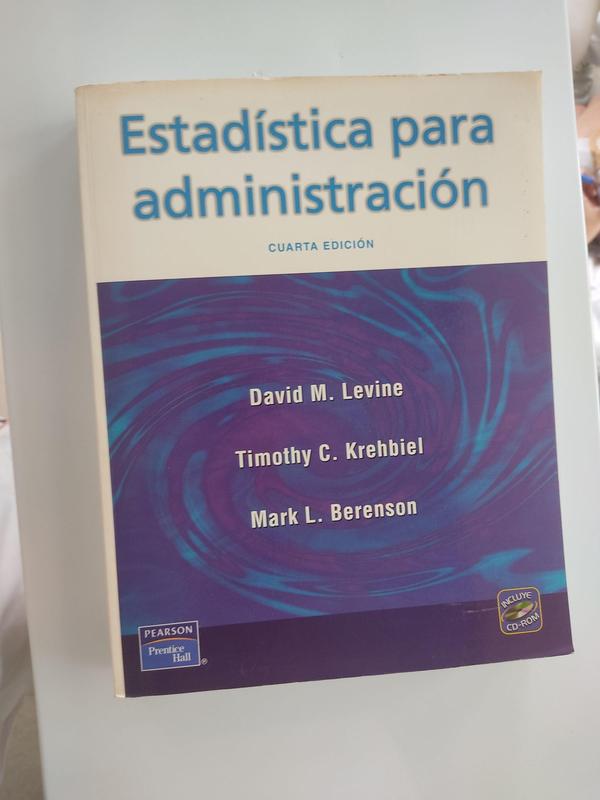 Estadística para
administración
CUARTA EDICIÓN
David M. Levine
Timothy C. Krehbiel
Mark L. Berenson
PEARSON
Prentice
Hall
®
INCLUYE
CD-ROM